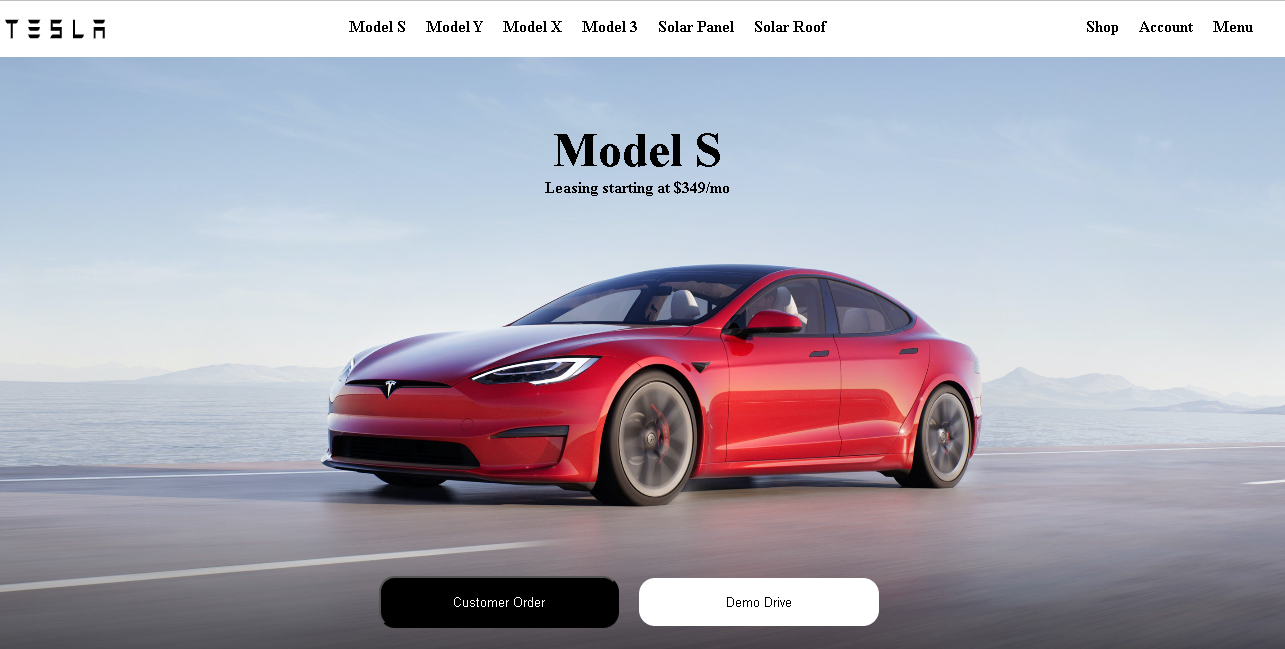 TESLA Model S Model Y Model X Model 3 Solar Panel Solar Roof Shop Account Menu
Model S
Leasing starting at $349/mo
Customer Order Demo Drive